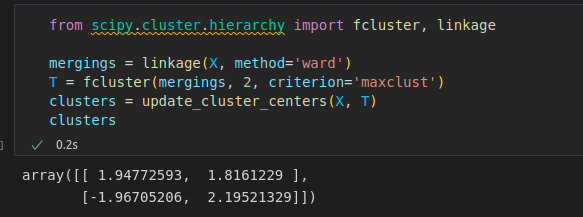 from scipy.cluster.hierarchy import fcluster, linkage
mergings = linkage(X, method='ward')
T = fcluster(mergings, 2, criterion='maxclust')
clusters = update_cluster_centers(X, T)
clusters
] ✓ 0.2s
array([[ 1.94772593, 1.8161229 ],
[-1.96705206, 2.19521329]])